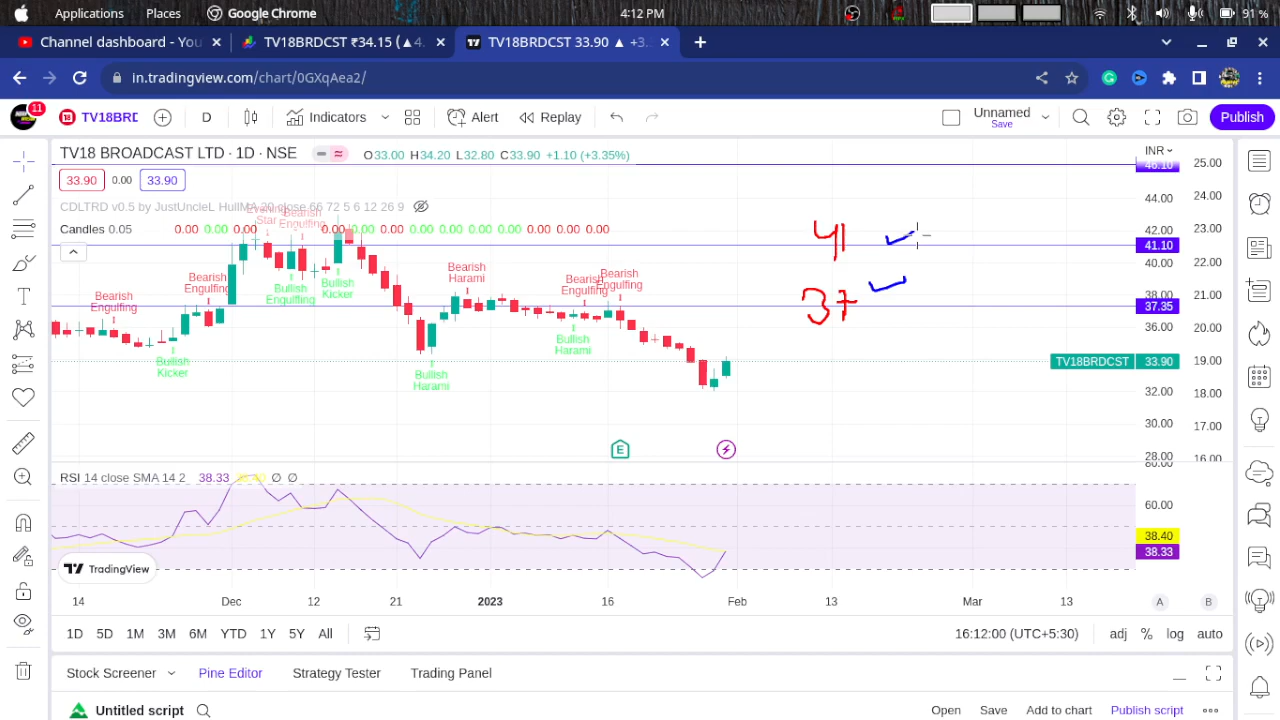 Applications Places Google Chrome 4:12 PM 91 %
Channel dashboard - You TV18BRDCST ₹34.15 (▲4. TV18BRDCST 33.90 ▲ +3.
in.tradingview.com/chart/0GXqAea2/
11 TV18BRD D Indicators Alert Replay Unnamed Save Publish
TV18 BROADCAST LTD · 1D · NSE O33.00 H34.20 L32.80 C33.90 +1.10 (+3.35%) INR
33.90 0.00 33.90
CDLTRD v0.5 by JustUncleL HullMA 20 close 66 72 5 6 12 26 9
Candles 0.05 0.00 0.00 0.00 0.00 0.00 0.00 0.00 0.00 0.00 0.00 0.00 0.00 0.00
Evening Star
Bearish Engulfing
Bearish Engulfing
Bearish Engulfing
Bearish Harami
Bearish Engulfing
Bearish Engulfing
Bullish Engulfling
Bullish Kicker
Bullish Kicker
Bullish Harami
Bullish Harami
41
37
46.10 25.00
44.00 24.00
42.00 23.00
41.10
40.00 22.00
38.00 21.00
37.35
36.00 20.00
TV18BRDCST 33.90 19.00
32.00 18.00
30.00 17.00
28.00 16.00
E
RSI 14 close SMA 14 2 38.33 38.40 ∅ ∅
80.00
60.00
38.40
38.33
TradingView
14 Dec 12 21 2023 16 Feb 13 Mar 13 A B
1D 5D 1M 3M 6M YTD 1Y 5Y All 16:12:00 (UTC+5:30) adj % log auto
Stock Screener Pine Editor Strategy Tester Trading Panel
Untitled script Open Save Add to chart Publish script